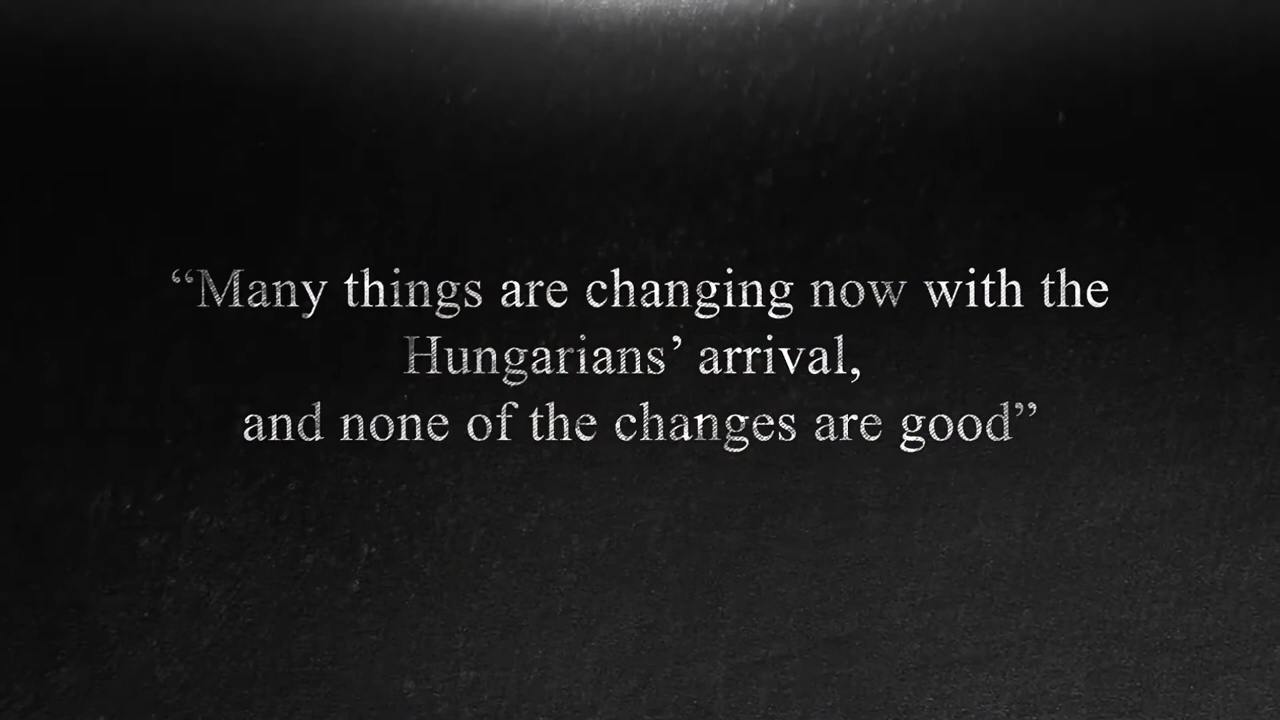 “Many things are changing now with the
Hungarians’ arrival,
and none of the changes are good”